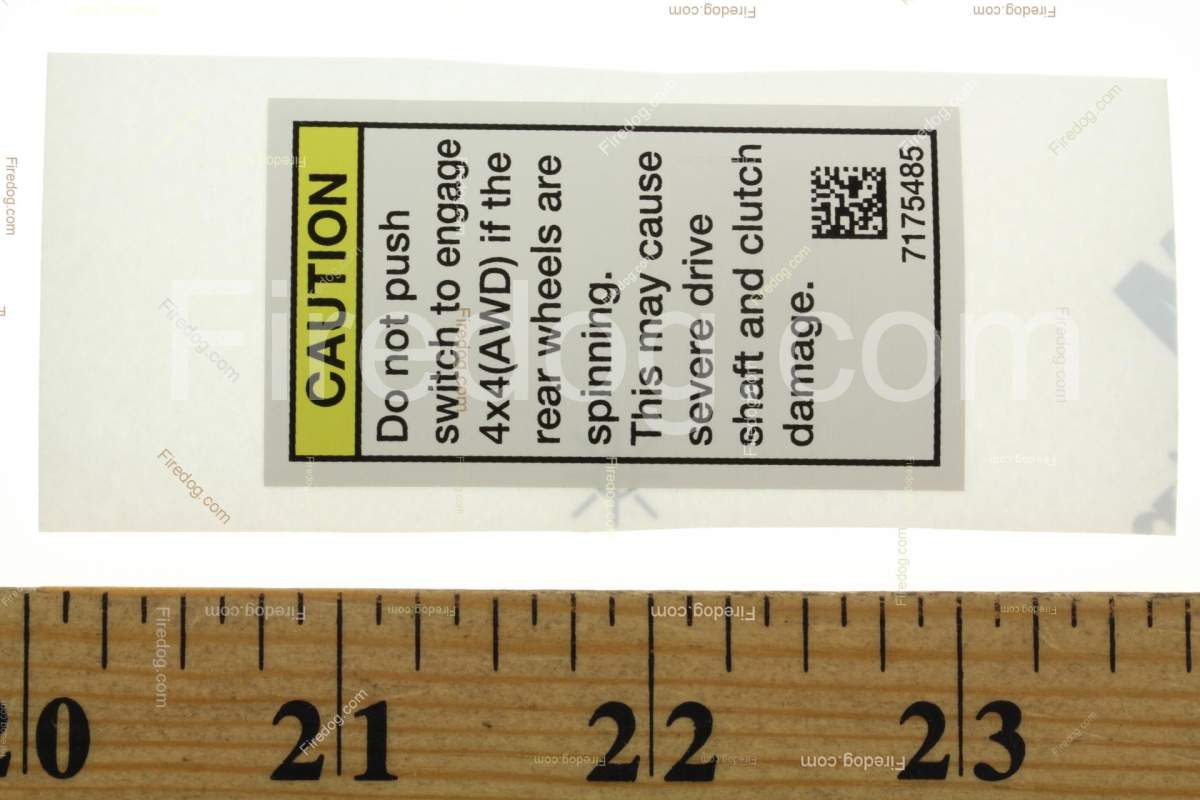 CAUTION
Do not push
switch to engage
4x4(AWD) if the
rear wheels are
spinning.
This may cause
severe drive
shaft and clutch
damage.
7175485
Firedog.com
0
21
22
23